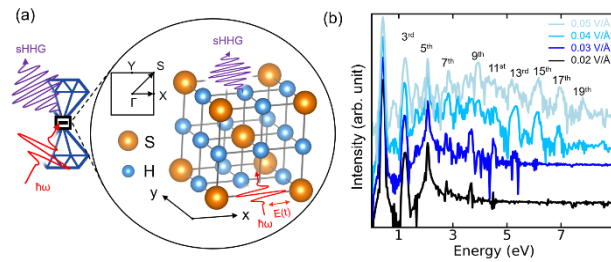 (a)
sHHG
ħω
Y
S
Γ
X
sHHG
S
H
y
x
ħω
E(t)
(b)
Intensity (arb. unit)
3rd
5th
7th
9th
11st
13rd
15th
17th
19th
0.05 V/Å
0.04 V/Å
0.03 V/Å
0.02 V/Å
1 3 5 7
Energy (eV)